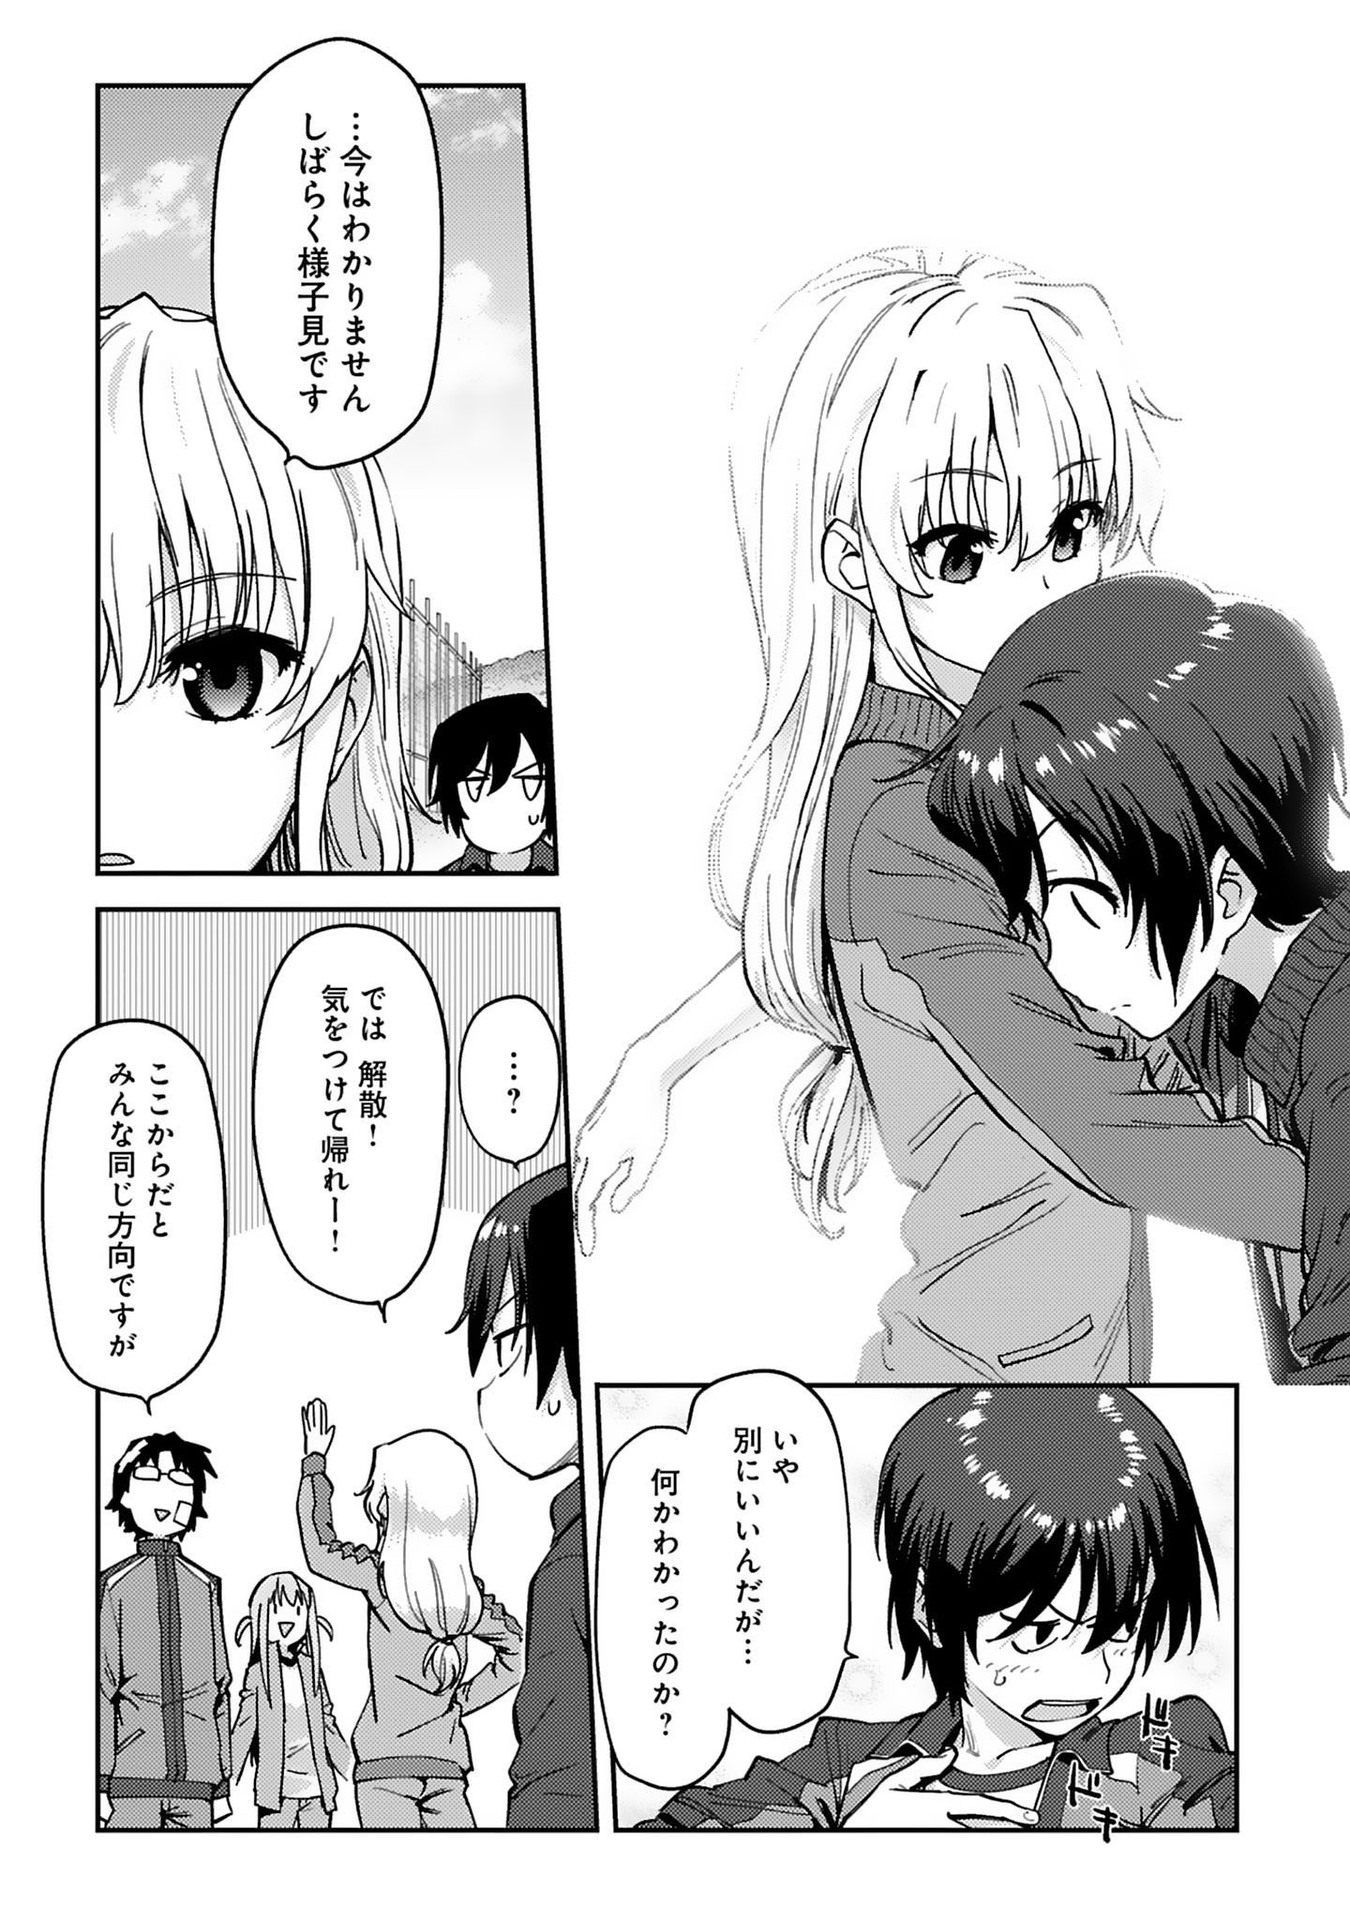 いや
別にいいんだが…
何かわかったのか？
ドキ
ドキ
…今はわかりません
しばらく様子見です
…？
では 解散！
気をつけて帰れー！
ここからだと
みんな同じ方向ですが